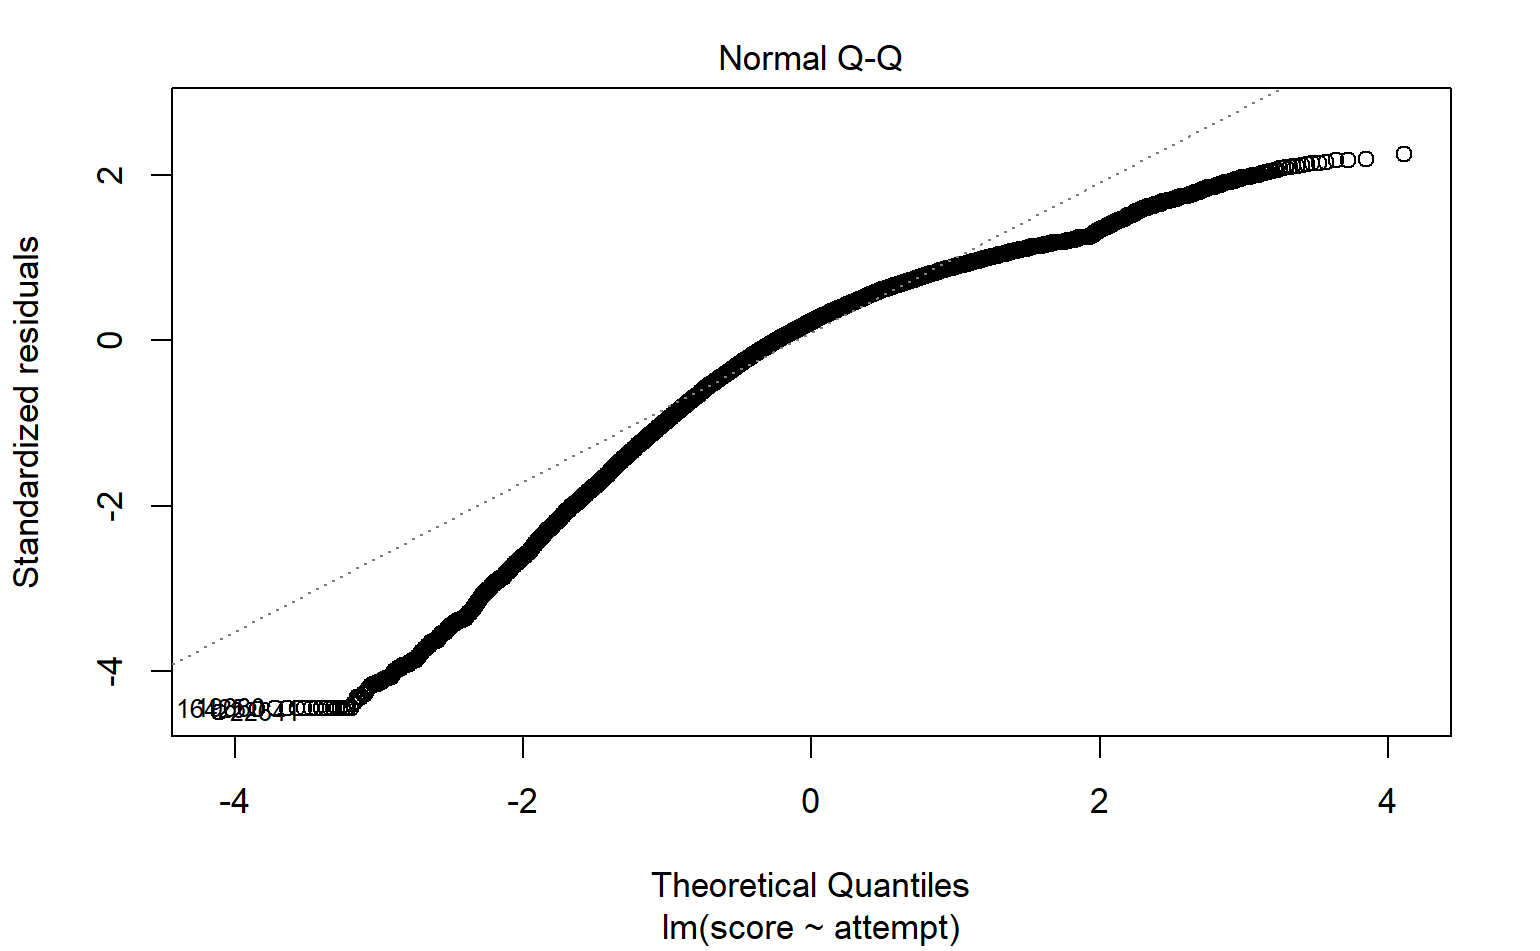 Normal Q-Q
Standardized residuals
2
0
-2
-4
-4
-2
0
2
4
Theoretical Quantiles
lm(score ~ attempt)